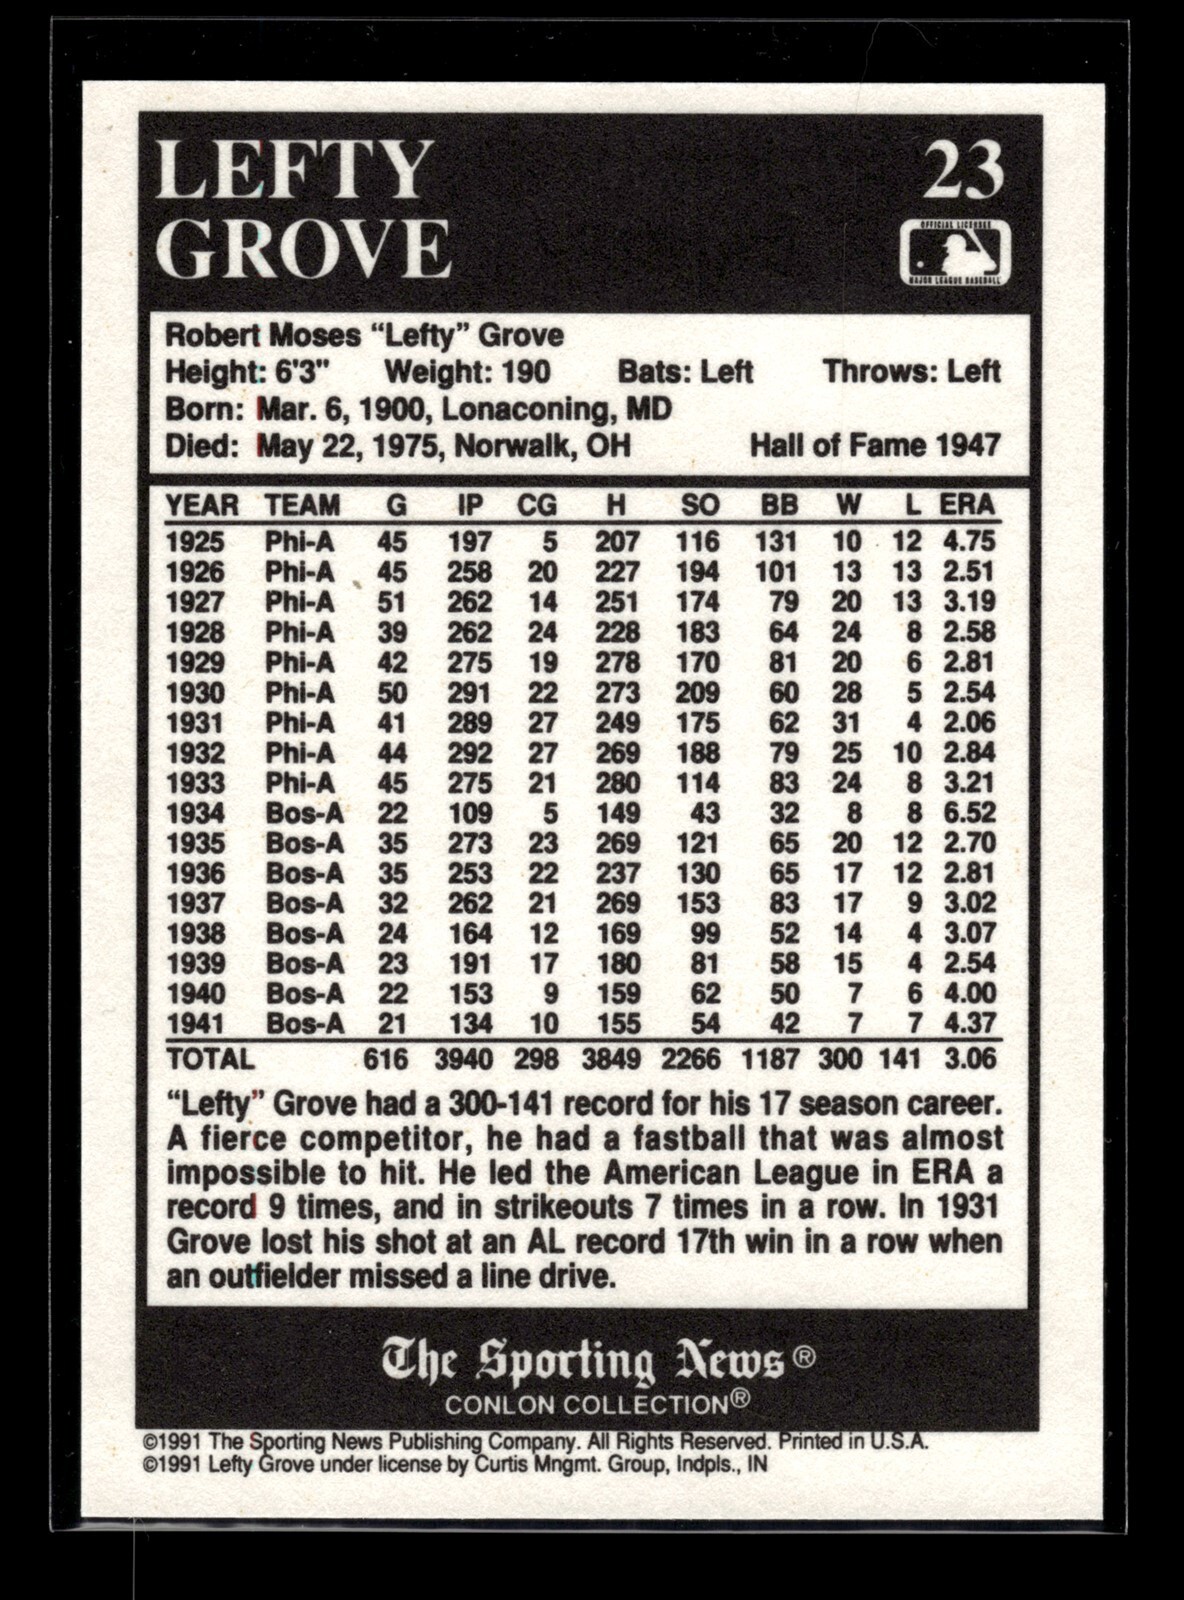 LEFTY
GROVE
23
OFFICIAL LICENSEE
MAJOR LEAGUE BASEBALL
Robert Moses “Lefty” Grove
Height: 6'3" Weight: 190 Bats: Left Throws: Left
Born: Mar. 6, 1900, Lonaconing, MD
Died: May 22, 1975, Norwalk, OH Hall of Fame 1947
YEAR TEAM G IP CG H SO BB W L ERA
1925 Phi-A 45 197 5 207 116 131 10 12 4.75
1926 Phi-A 45 258 20 227 194 101 13 13 2.51
1927 Phi-A 51 262 14 251 174 79 20 13 3.19
1928 Phi-A 39 262 24 228 183 64 24 8 2.58
1929 Phi-A 42 275 19 278 170 81 20 6 2.81
1930 Phi-A 50 291 22 273 209 60 28 5 2.54
1931 Phi-A 41 289 27 249 175 62 31 4 2.06
1932 Phi-A 44 292 27 269 188 79 25 10 2.84
1933 Phi-A 45 275 21 280 114 83 24 8 3.21
1934 Bos-A 22 109 5 149 43 32 8 8 6.52
1935 Bos-A 35 273 23 269 121 65 20 12 2.70
1936 Bos-A 35 253 22 237 130 65 17 12 2.81
1937 Bos-A 32 262 21 269 153 83 17 9 3.02
1938 Bos-A 24 164 12 169 99 52 14 4 3.07
1939 Bos-A 23 191 17 180 81 58 15 4 2.54
1940 Bos-A 22 153 9 159 62 50 7 6 4.00
1941 Bos-A 21 134 10 155 54 42 7 7 4.37
TOTAL 616 3940 298 3849 2266 1187 300 141 3.06
“Lefty” Grove had a 300-141 record for his 17 season career.
A fierce competitor, he had a fastball that was almost
impossible to hit. He led the American League in ERA a
record 9 times, and in strikeouts 7 times in a row. In 1931
Grove lost his shot at an AL record 17th win in a row when
an outfielder missed a line drive.
The Sporting News®
CONLON COLLECTION®
©1991 The Sporting News Publishing Company. All Rights Reserved. Printed in U.S.A.
©1991 Lefty Grove under license by Curtis Mngmt. Group, Indpls., IN